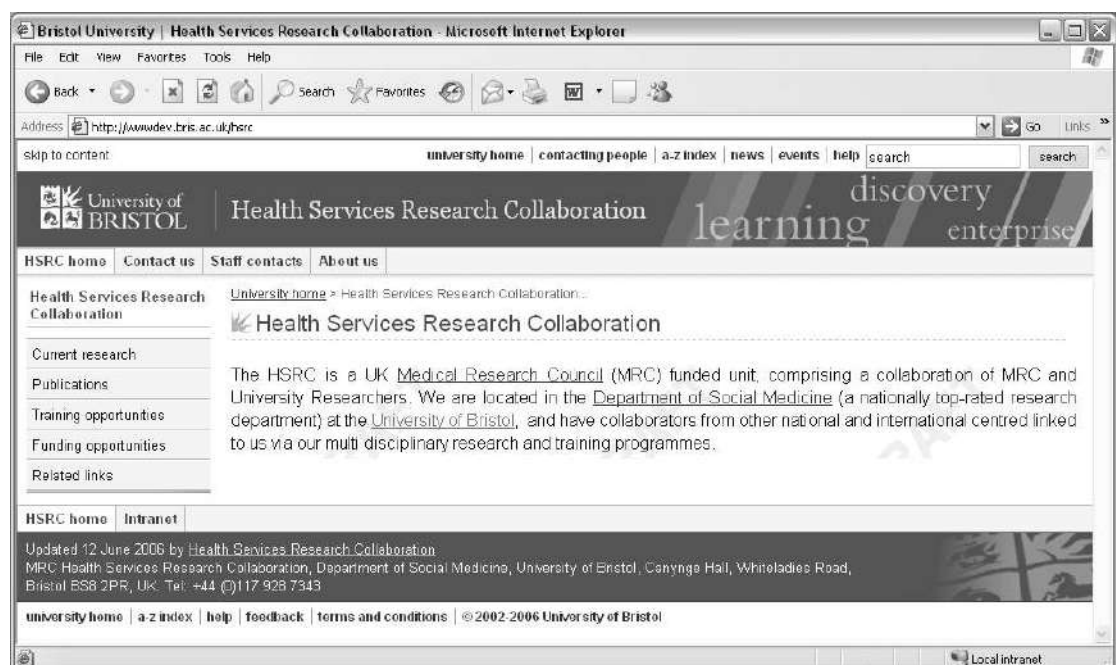 Bristol University | Health Services Research Collaboration - Microsoft Internet Explorer
File Edit View Favorites Tools Help
Back Search Favorites
Address http://wwwdev.bris.ac.uk/hsrc Go Links »
skip to content university home | contacting people | a-z index | news | events | help search search
University of BRISTOL Health Services Research Collaboration discovery learning enterprise
HSRC home Contact us Staff contacts About us
Health Services Research
Collaboration
Current research
Publications
Training opportunities
Funding opportunities
Related links
University home > Health Services Research Collaboration...
Health Services Research Collaboration
The HSRC is a UK Medical Research Council (MRC) funded unit, comprising a collaboration of MRC and
University Researchers. We are located in the Department of Social Medicine (a nationally top-rated research
department) at the University of Bristol, and have collaborators from other national and international centred linked
to us via our multi disciplinary research and training programmes.
HSRC home Intranet
Updated 12 June 2006 by Health Services Research Collaboration
MRC Health Services Research Collaboration, Department of Social Medicine, University of Bristol, Canynge Hall, Whiteladies Road,
Bristol BS8 2PR, UK. Tel: +44 (0)117 928 7343
university home | a-z index | help | feedback | terms and conditions | © 2002-2006 University of Bristol
Local intranet